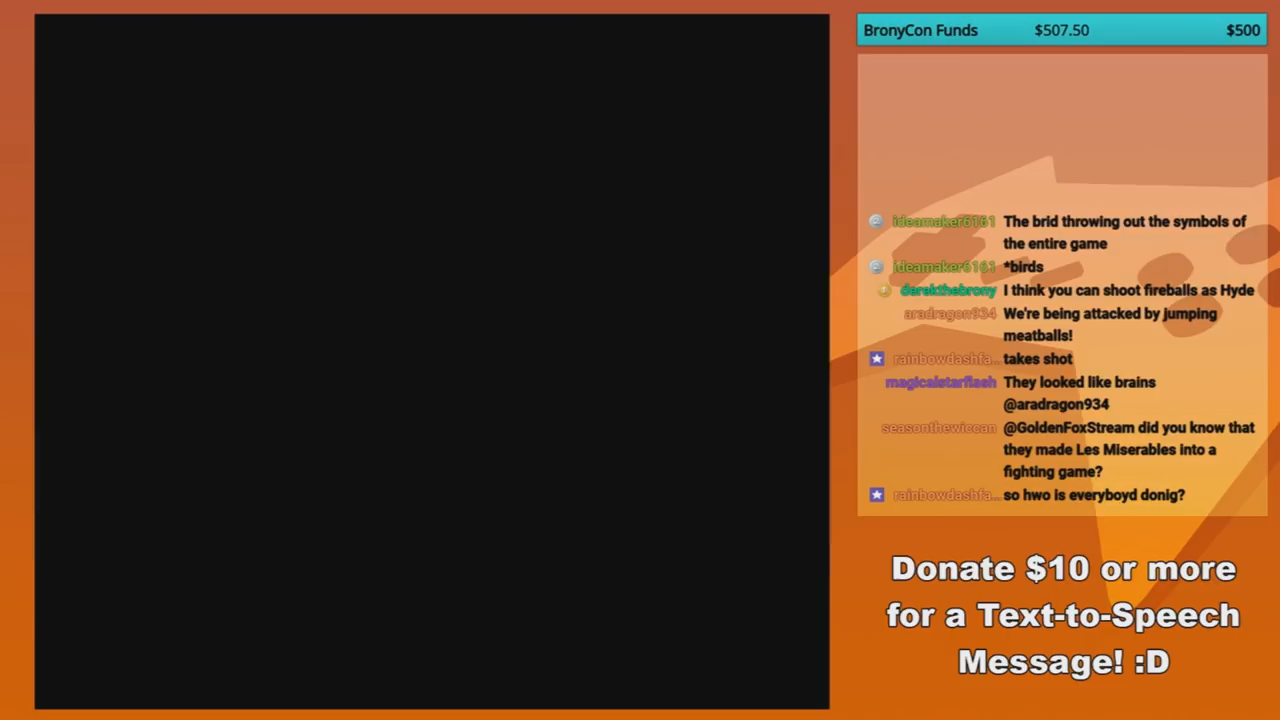 BronyCon Funds $507.50 $500
ideamaker6161 The brid throwing out the symbols of
the entire game
ideamaker6161 *birds
derekthebrony I think you can shoot fireballs as Hyde
aradragon934 We're being attacked by jumping
meatballs!
rainbowdashfa... takes shot
magicalstarflash They looked like brains
@aradragon934
seasonthewiccan @GoldenFoxStream did you know that
they made Les Miserables into a
fighting game?
rainbowdashfa... so hwo is everyboyd donig?
Donate $10 or more
for a Text-to-Speech
Message! :D